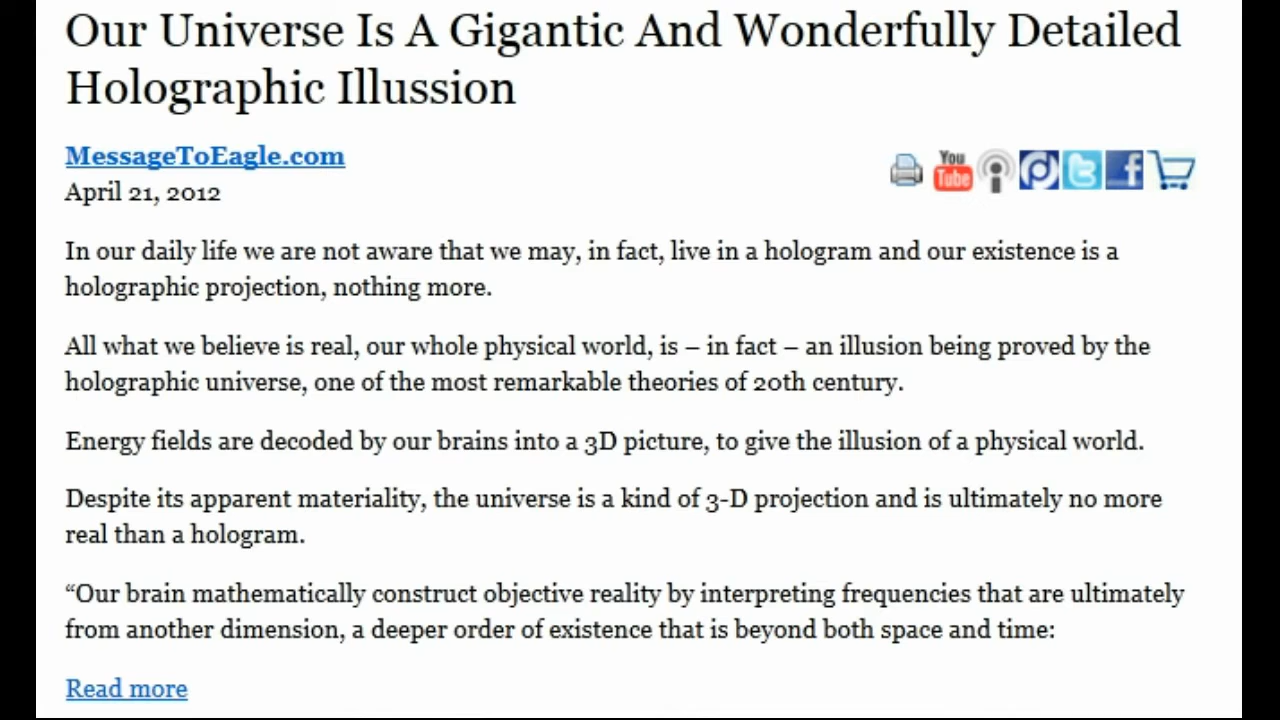 Our Universe Is A Gigantic And Wonderfully Detailed
Holographic Illussion
MessageToEagle.com
April 21, 2012
You
Tube
In our daily life we are not aware that we may, in fact, live in a hologram and our existence is a
holographic projection, nothing more.
All what we believe is real, our whole physical world, is – in fact – an illusion being proved by the
holographic universe, one of the most remarkable theories of 20th century.
Energy fields are decoded by our brains into a 3D picture, to give the illusion of a physical world.
Despite its apparent materiality, the universe is a kind of 3-D projection and is ultimately no more
real than a hologram.
“Our brain mathematically construct objective reality by interpreting frequencies that are ultimately
from another dimension, a deeper order of existence that is beyond both space and time:
Read more